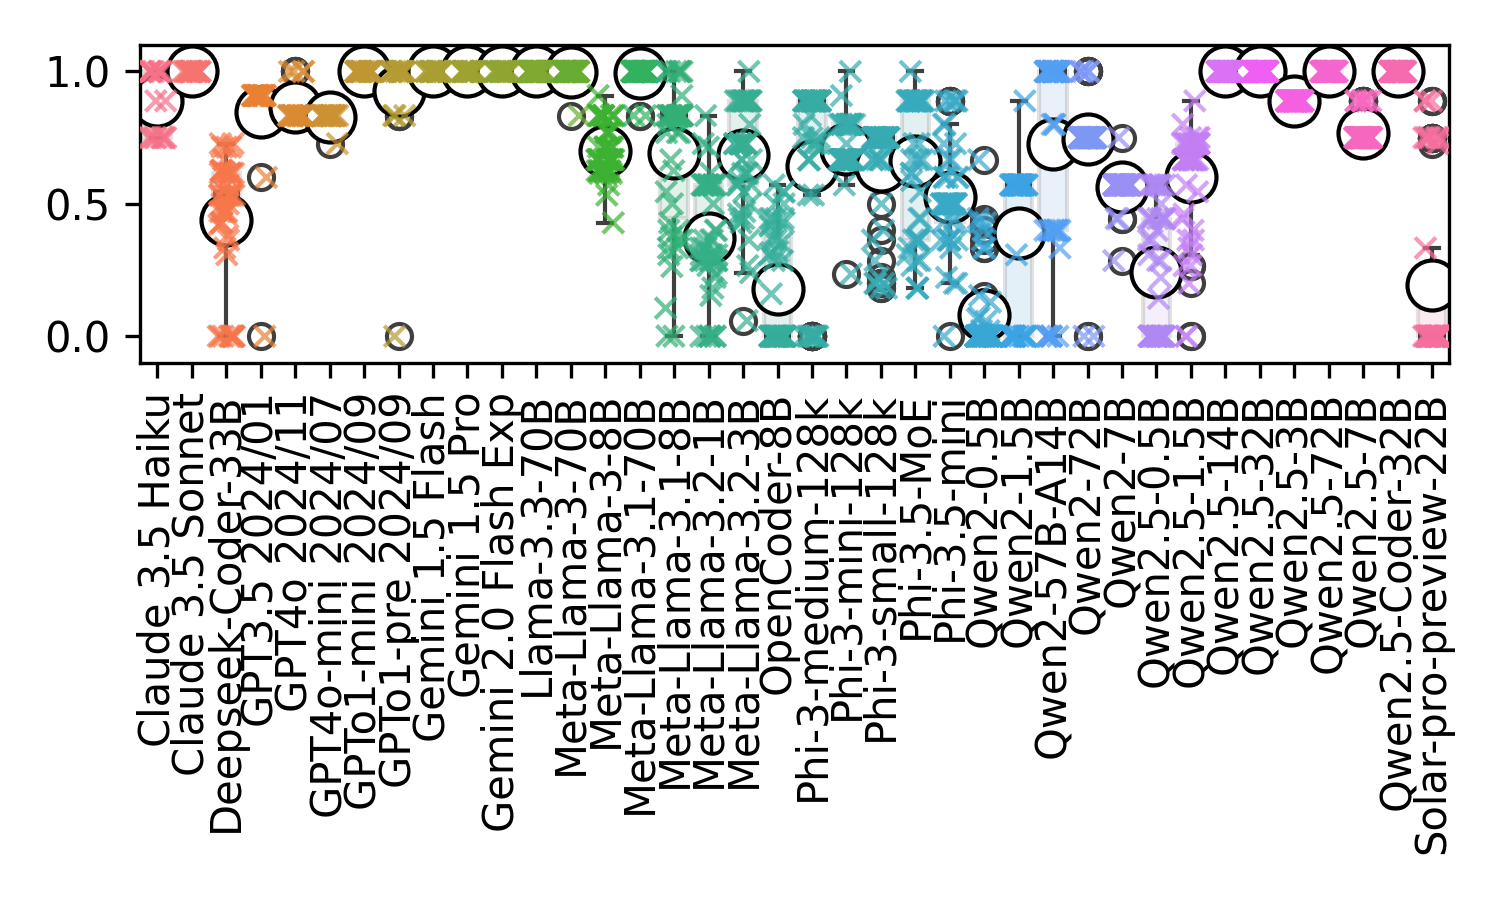 1.0
0.5
0.0
Claude 3.5 Haiku
Claude 3.5 Sonnet
Deepseek-Coder-33B
GPT3.5 2024/01
GPT4o 2024/11
GPT4o-mini 2024/07
GPTo1-mini 2024/09
GPTo1-pre 2024/09
Gemini 1.5 Flash
Gemini 1.5 Pro
Gemini 2.0 Flash Exp
Llama-3.3-70B
Meta-Llama-3-70B
Meta-Llama-3-8B
Meta-Llama-3.1-70B
Meta-Llama-3.1-8B
Meta-Llama-3.2-1B
Meta-Llama-3.2-3B
OpenCoder-8B
Phi-3-medium-128k
Phi-3-mini-128k
Phi-3-small-128k
Phi-3.5-MoE
Phi-3.5-mini
Qwen2-0.5B
Qwen2-1.5B
Qwen2-57B-A14B
Qwen2-72B
Qwen2-7B
Qwen2.5-0.5B
Qwen2.5-1.5B
Qwen2.5-14B
Qwen2.5-32B
Qwen2.5-3B
Qwen2.5-72B
Qwen2.5-7B
Qwen2.5-Coder-32B
Solar-pro-preview-22B